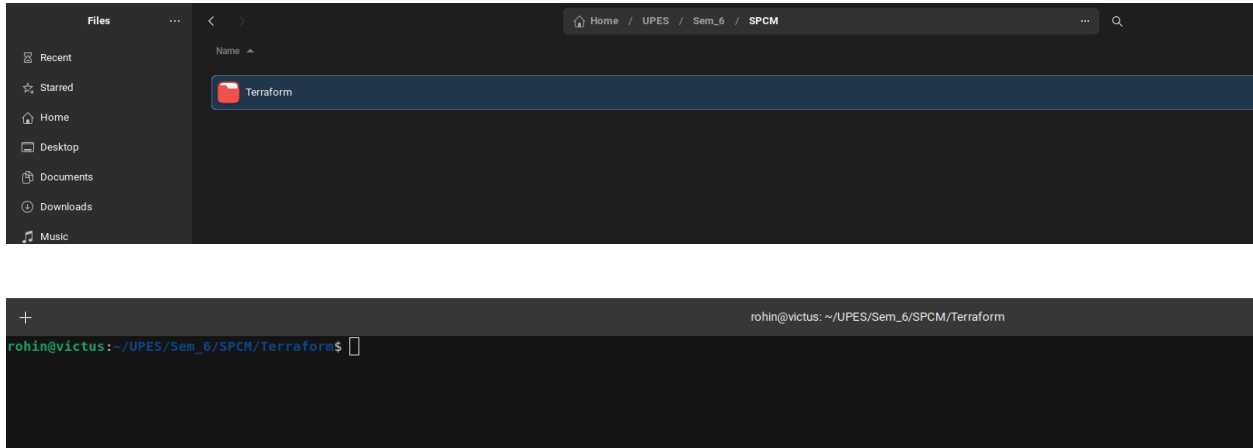 Files
Home / UPES / Sem_6 / SPCM
Name
Recent
Starred
Home
Desktop
Documents
Downloads
Music
Terraform
rohin@victus: ~/UPES/Sem_6/SPCM/Terraform
rohin@victus:~/UPES/Sem_6/SPCM/Terraform$